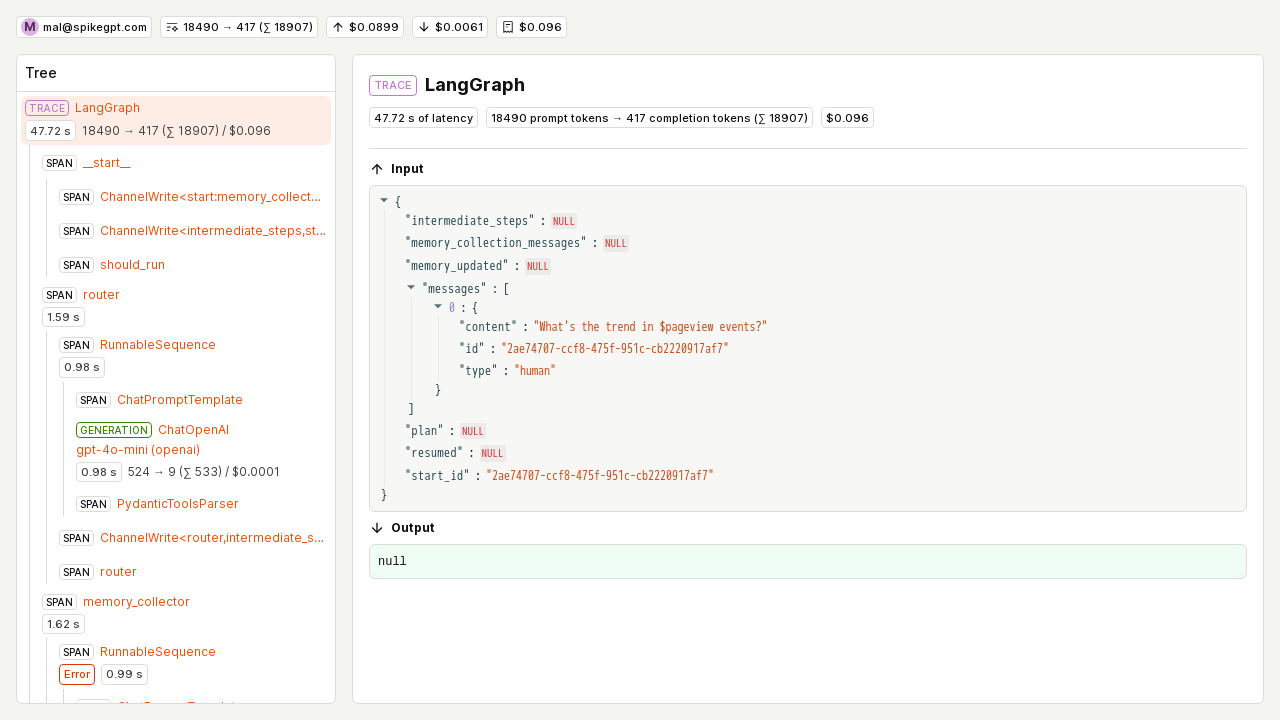 M mal@spikegpt.com 18490 → 417 (∑ 18907) ↑ $0.0899 ↓ $0.0061 $0.096
Tree
TRACE LangGraph
47.72 s 18490 → 417 (∑ 18907) / $0.096
SPAN __start__
SPAN ChannelWrite<start:memory_collect...
SPAN ChannelWrite<intermediate_steps,st...
SPAN should_run
SPAN router
1.59 s
SPAN RunnableSequence
0.98 s
SPAN ChatPromptTemplate
GENERATION ChatOpenAI
gpt-4o-mini (openai)
0.98 s 524 → 9 (∑ 533) / $0.0001
SPAN PydanticToolsParser
SPAN ChannelWrite<router,intermediate_s...
SPAN router
SPAN memory_collector
1.62 s
SPAN RunnableSequence
Error 0.99 s
TRACE LangGraph
47.72 s of latency 18490 prompt tokens → 417 completion tokens (∑ 18907) $0.096
↑ Input
{
"intermediate_steps" : NULL
"memory_collection_messages" : NULL
"memory_updated" : NULL
"messages" : [
0 : {
"content" : "What's the trend in $pageview events?"
"id" : "2ae74707-ccf8-475f-951c-cb2220917af7"
"type" : "human"
}
]
"plan" : NULL
"resumed" : NULL
"start_id" : "2ae74707-ccf8-475f-951c-cb2220917af7"
}
↓ Output
null